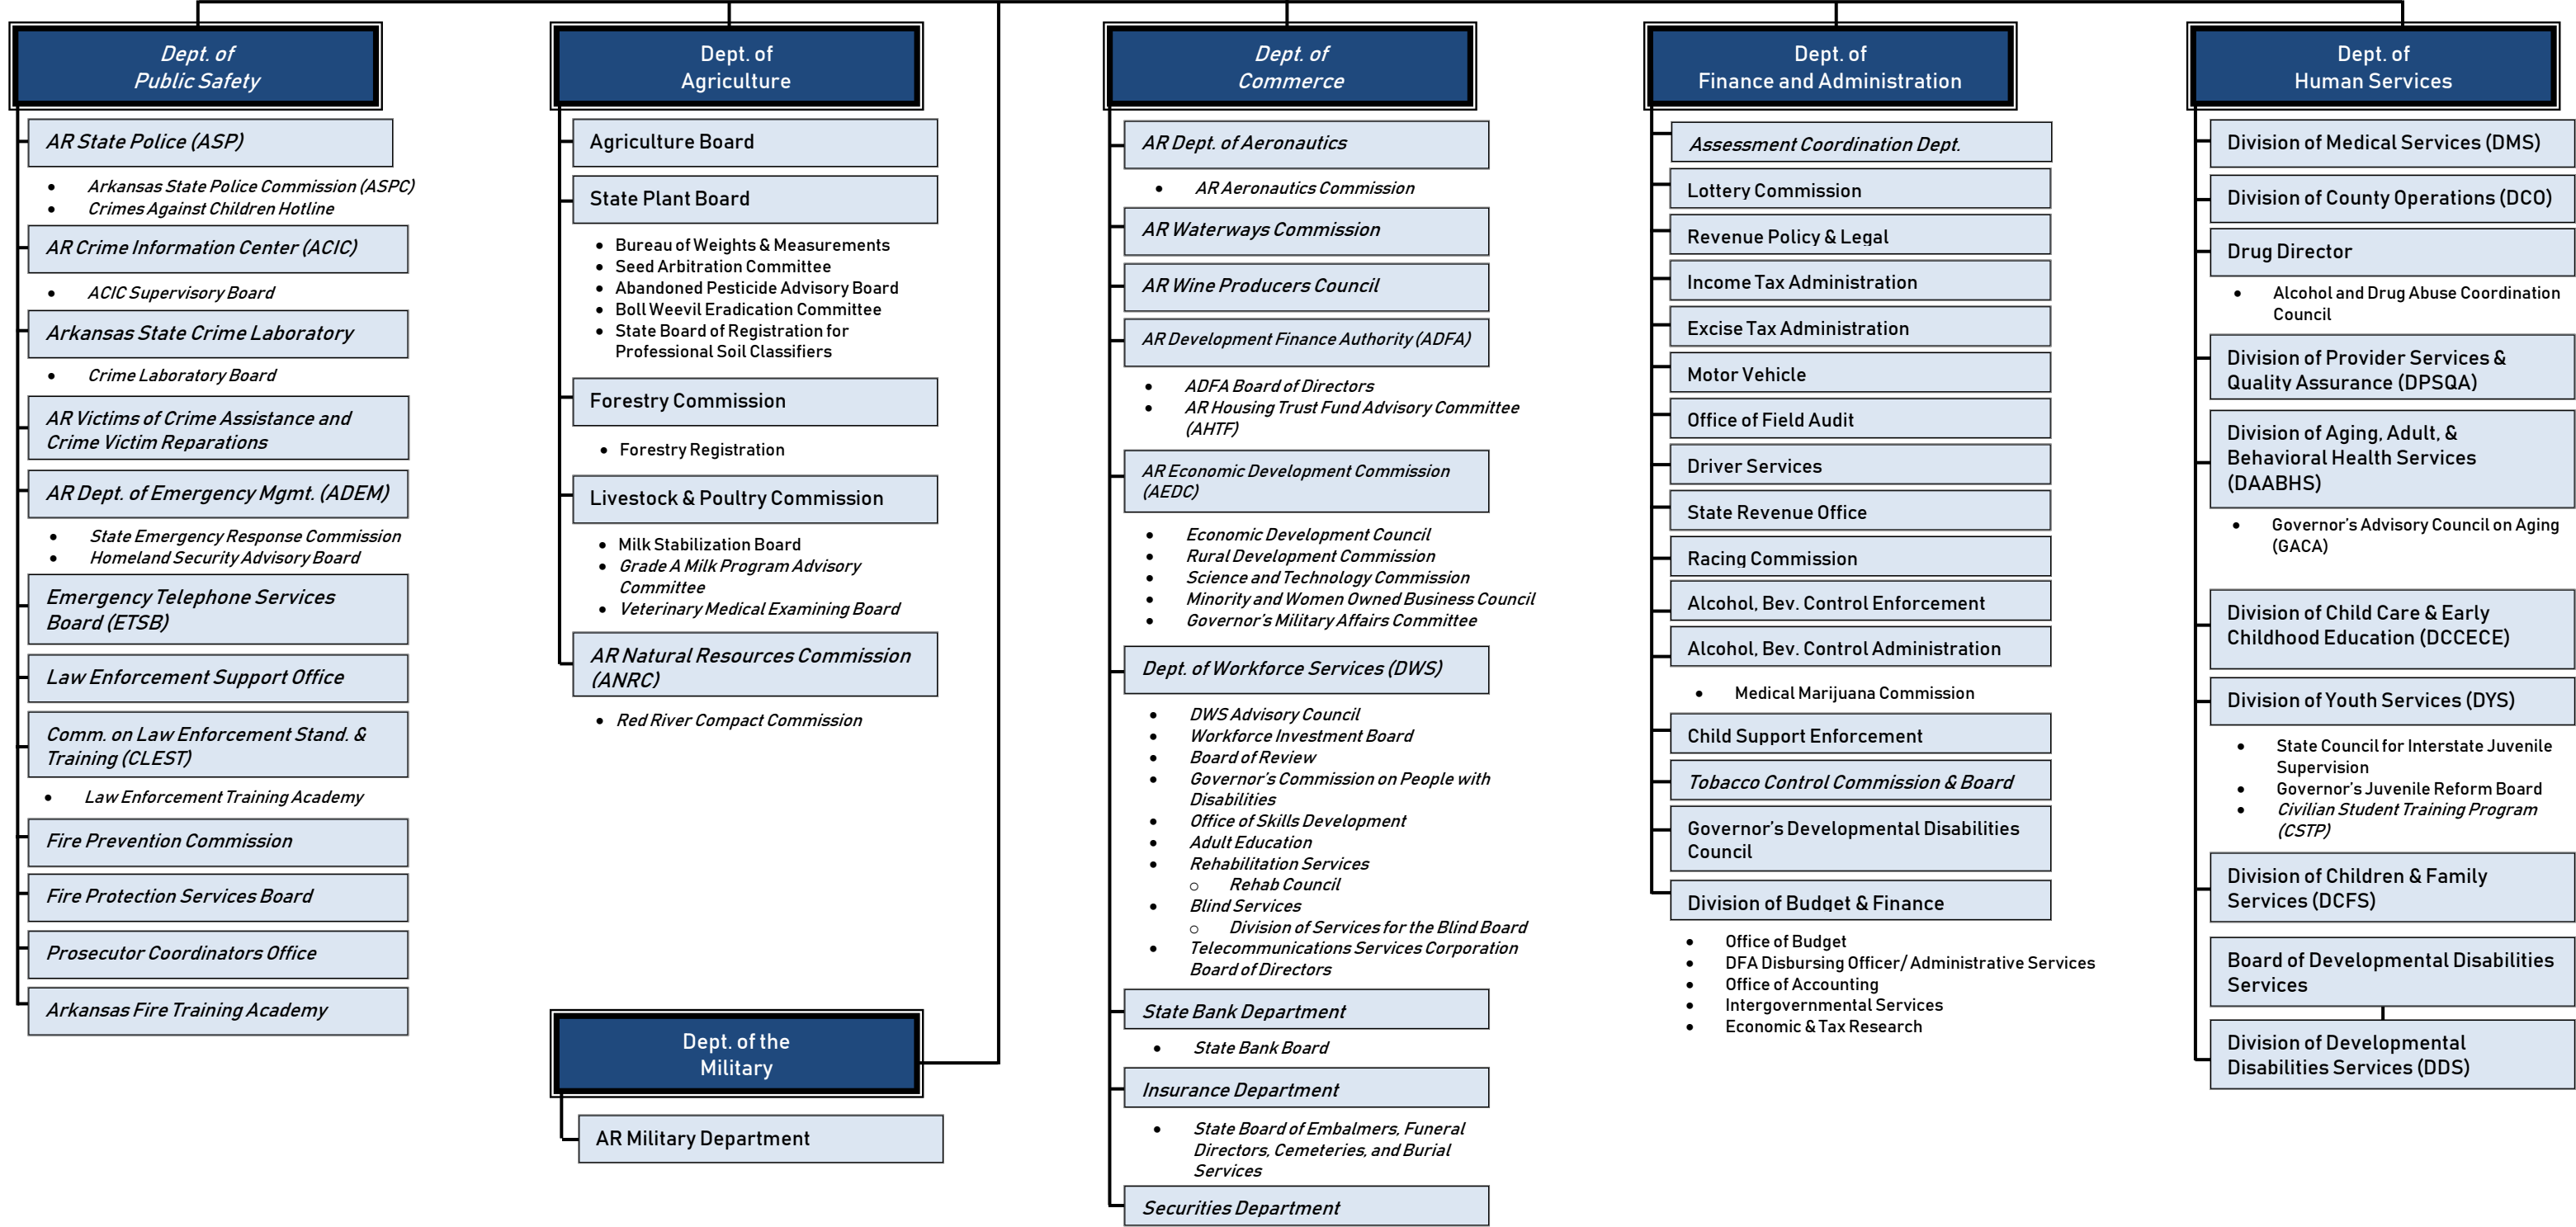 Dept. of
Public Safety
AR State Police (ASP)
Arkansas State Police Commission (ASPC)
Crimes Against Children Hotline
AR Crime Information Center (ACIC)
ACIC Supervisory Board
Arkansas State Crime Laboratory
Crime Laboratory Board
AR Victims of Crime Assistance and
Crime Victim Reparations
AR Dept. of Emergency Mgmt. (ADEM)
State Emergency Response Commission
Homeland Security Advisory Board
Emergency Telephone Services
Board (ETSB)
Law Enforcement Support Office
Comm. on Law Enforcement Stand. &
Training (CLEST)
Law Enforcement Training Academy
Fire Prevention Commission
Fire Protection Services Board
Prosecutor Coordinators Office
Arkansas Fire Training Academy
Dept. of
Agriculture
Agriculture Board
State Plant Board
Bureau of Weights & Measurements
Seed Arbitration Committee
Abandoned Pesticide Advisory Board
Boll Weevil Eradication Committee
State Board of Registration for
Professional Soil Classifiers
Forestry Commission
Forestry Registration
Livestock & Poultry Commission
Milk Stabilization Board
Grade A Milk Program Advisory
Committee
Veterinary Medical Examining Board
AR Natural Resources Commission
(ANRC)
Red River Compact Commission
Dept. of the
Military
AR Military Department
Dept. of
Commerce
AR Dept. of Aeronautics
AR Aeronautics Commission
AR Waterways Commission
AR Wine Producers Council
AR Development Finance Authority (ADFA)
ADFA Board of Directors
AR Housing Trust Fund Advisory Committee
(AHTF)
AR Economic Development Commission
(AEDC)
Economic Development Council
Rural Development Commission
Science and Technology Commission
Minority and Women Owned Business Council
Governor's Military Affairs Committee
Dept. of Workforce Services (DWS)
DWS Advisory Council
Workforce Investment Board
Board of Review
Governor's Commission on People with
Disabilities
Office of Skills Development
Adult Education
Rehabilitation Services
Rehab Council
Blind Services
Division of Services for the Blind Board
Telecommunications Services Corporation
Board of Directors
State Bank Department
State Bank Board
Insurance Department
State Board of Embalmers, Funeral
Directors, Cemeteries, and Burial
Services
Securities Department
Dept. of
Finance and Administration
Assessment Coordination Dept.
Lottery Commission
Revenue Policy & Legal
Income Tax Administration
Excise Tax Administration
Motor Vehicle
Office of Field Audit
Driver Services
State Revenue Office
Racing Commission
Alcohol, Bev. Control Enforcement
Alcohol, Bev. Control Administration
Medical Marijuana Commission
Child Support Enforcement
Tobacco Control Commission & Board
Governor's Developmental Disabilities
Council
Division of Budget & Finance
Office of Budget
DFA Disbursing Officer/ Administrative Services
Office of Accounting
Intergovernmental Services
Economic & Tax Research
Dept. of
Human Services
Division of Medical Services (DMS)
Division of County Operations (DCO)
Drug Director
Alcohol and Drug Abuse Coordination
Council
Division of Provider Services &
Quality Assurance (DPSQA)
Division of Aging, Adult, &
Behavioral Health Services
(DAABHS)
Governor's Advisory Council on Aging
(GACA)
Division of Child Care & Early
Childhood Education (DCCECE)
Division of Youth Services (DYS)
State Council for Interstate Juvenile
Supervision
Governor's Juvenile Reform Board
Civilian Student Training Program
(CSTP)
Division of Children & Family
Services (DCFS)
Board of Developmental Disabilities
Services
Division of Developmental
Disabilities Services (DDS)